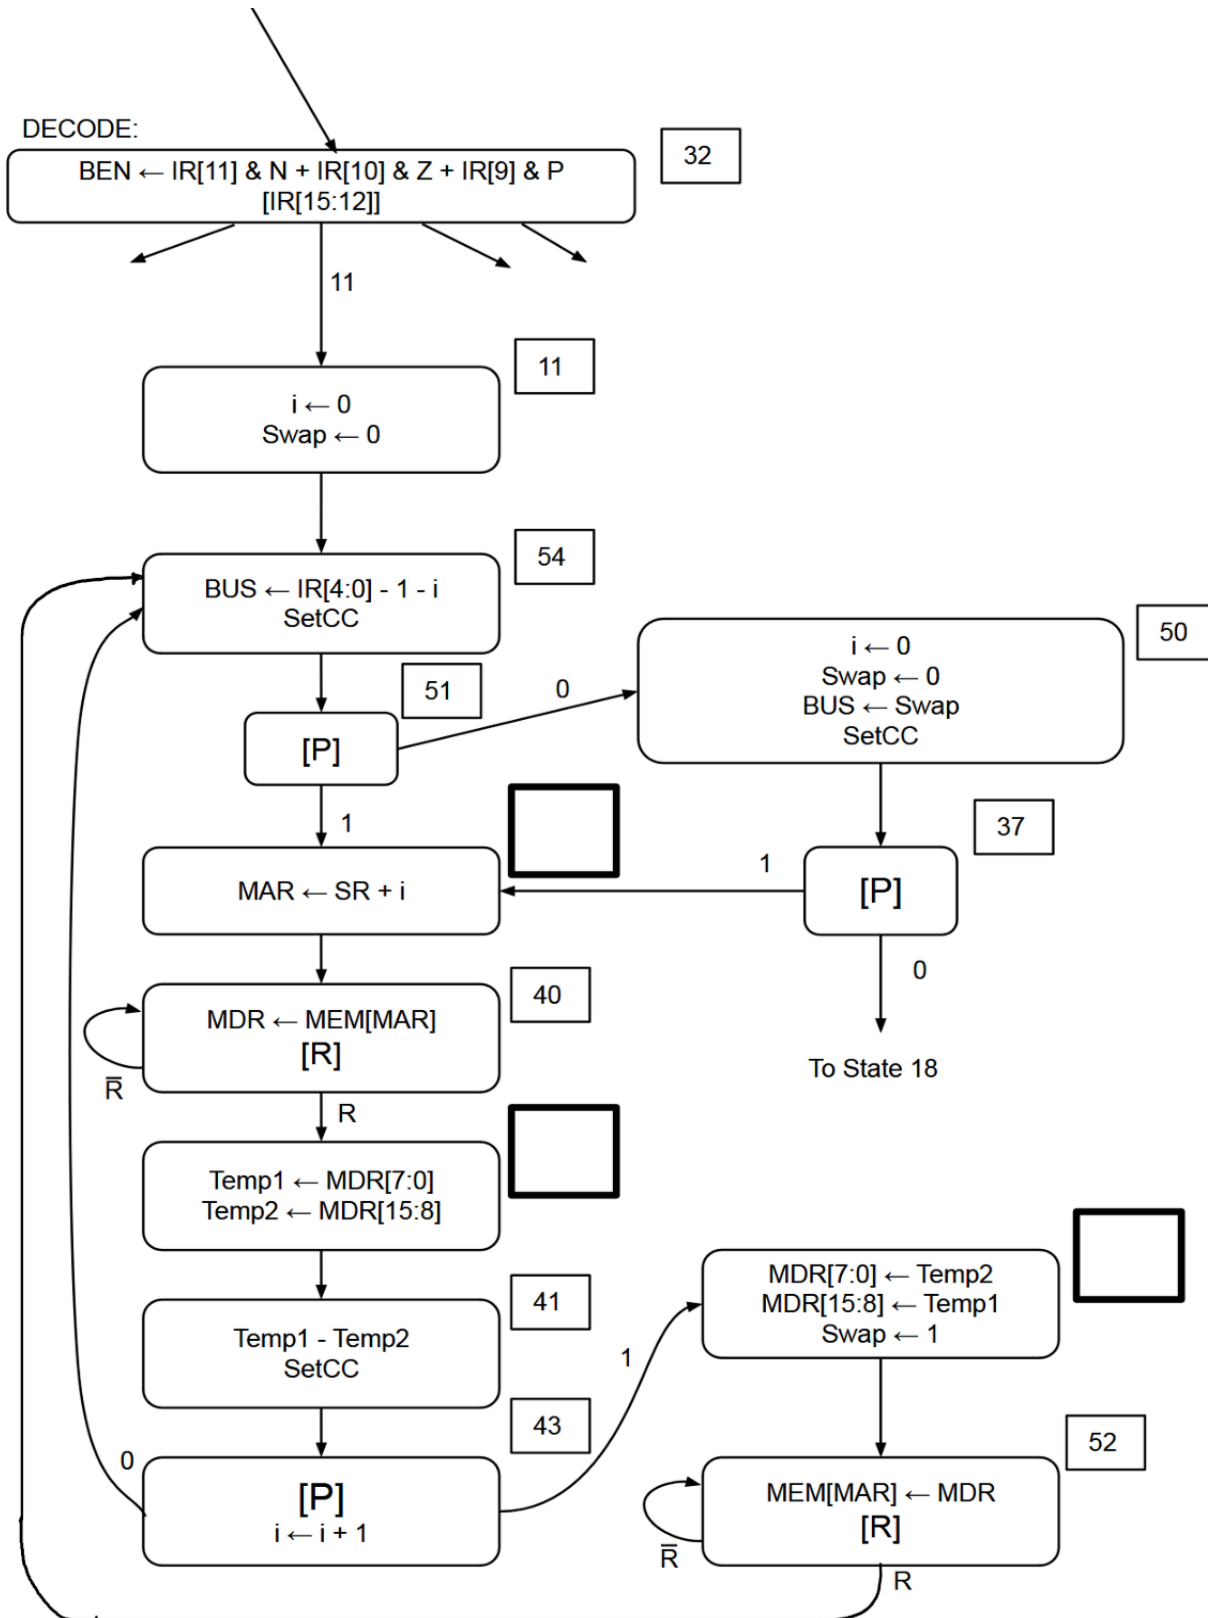 DECODE:
32
BEN ← IR[11] & N + IR[10] & Z + IR[9] & P
[IR[15:12]]
11
11
i ← 0
Swap ← 0
54
BUS ← IR[4:0] - 1 - i
SetCC
50
i ← 0
Swap ← 0
BUS ← Swap
SetCC
51
0
[P]
1
37
[P]
1
0
To State 18
MAR ← SR + i
40
MDR ← MEM[MAR]
[R]
R̅
R
Temp1 ← MDR[7:0]
Temp2 ← MDR[15:8]
41
Temp1 - Temp2
SetCC
1
MDR[7:0] ← Temp2
MDR[15:8] ← Temp1
Swap ← 1
43
0
[P]
i ← i + 1
52
MEM[MAR] ← MDR
[R]
R̅
R